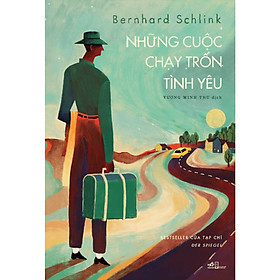 Bernhard Schlink
NHỮNG CUỘC
CHẠY TRỐN
TÌNH YÊU
VƯƠNG MINH THU dịch
BESTSELLER CỦA TẠP CHÍ
DER SPIEGEL